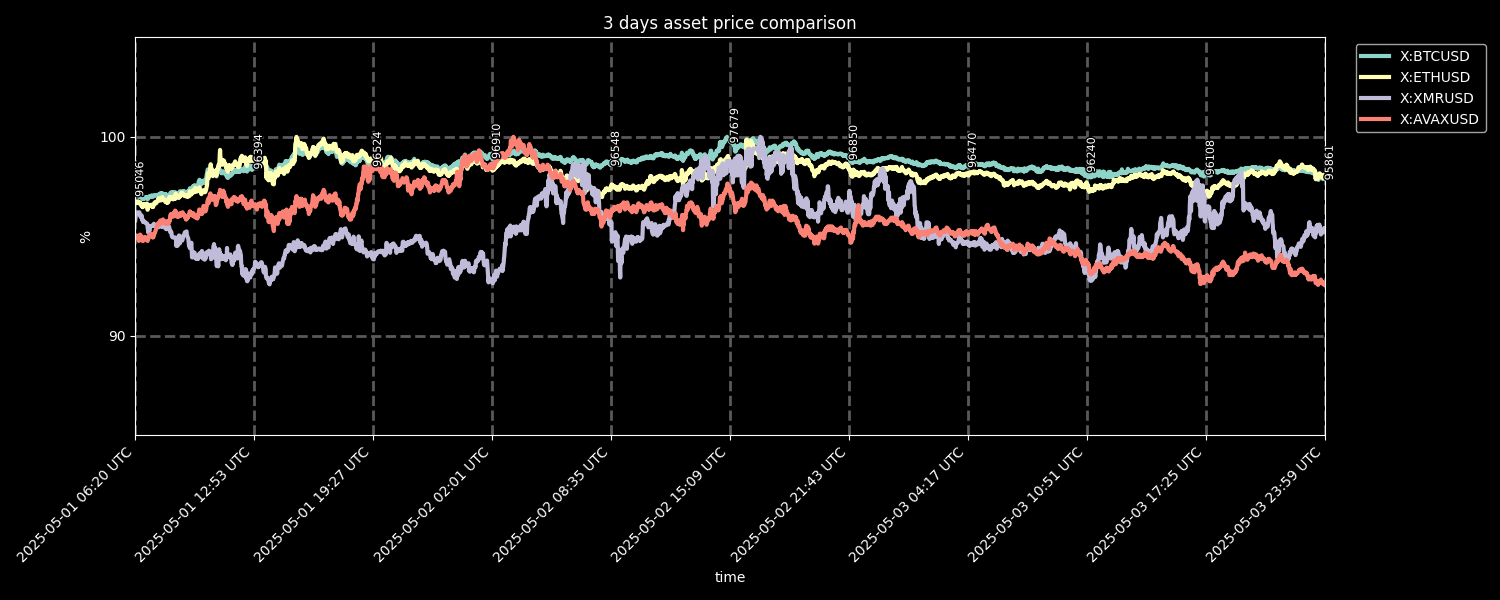 3 days asset price comparison
X:BTCUSD
X:ETHUSD
X:XMRUSD
X:AVAXUSD
100
90
%
95046
96394
96524
96910
96548
97679
96850
96470
96240
96108
95861
2025-05-01 06:20 UTC
2025-05-01 12:53 UTC
2025-05-01 19:27 UTC
2025-05-02 02:01 UTC
2025-05-02 08:35 UTC
2025-05-02 15:09 UTC
2025-05-02 21:43 UTC
2025-05-03 04:17 UTC
2025-05-03 10:51 UTC
2025-05-03 17:25 UTC
2025-05-03 23:59 UTC
time